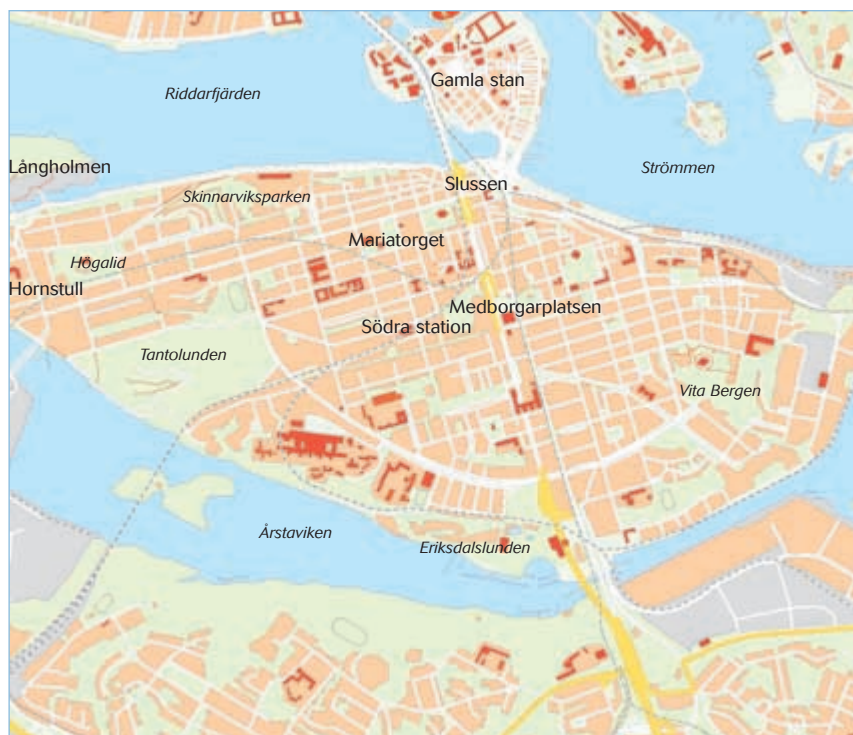 Gamla stan
Riddarfjärden
Långholmen
Strömmen
Slussen
Skinnarviksparken
Mariatorget
Högalid
Hornstull
Medborgarplatsen
Södra station
Tantolunden
Vita Bergen
Årstaviken
Eriksdalslunden